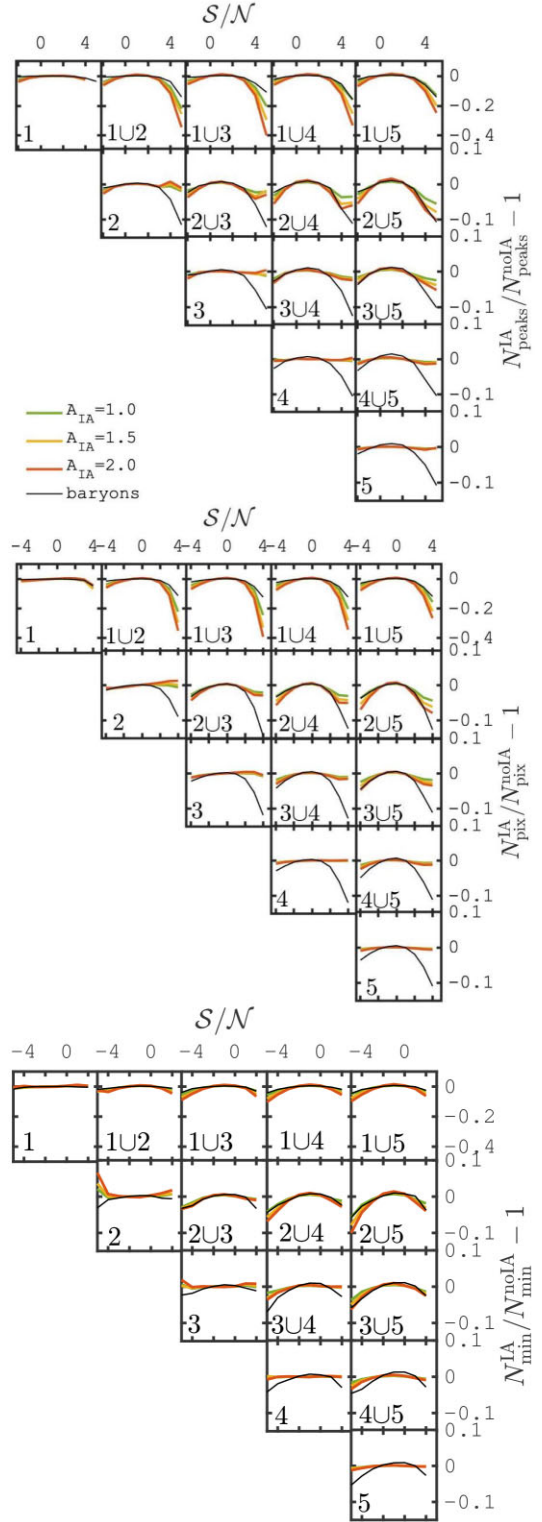 S/N
0 4 0 4 0 4 0 4 0 4
1 1∪2 1∪3 1∪4 1∪5 0 −0.2 −0.4
2 2∪3 2∪4 2∪5 0.1 0 −0.1
3 3∪4 3∪5 0.1 0 −0.1
4 4∪5 0.1 0 −0.1
5 0.1 0 −0.1
N^IA_peaks/N^noIA_peaks − 1
A_IA=1.0
A_IA=1.5
A_IA=2.0
baryons
S/N
−4 0 4 −4 0 4 −4 0 4 −4 0 4 −4 0 4
1 1∪2 1∪3 1∪4 1∪5 0 −0.2 −0.4
2 2∪3 2∪4 2∪5 0.1 0 −0.1
3 3∪4 3∪5 0.1 0 −0.1
4 4∪5 0.1 0 −0.1
5 0.1 0 −0.1
N^IA_pix/N^noIA_pix − 1
S/N
−4 0 −4 0 −4 0 −4 0 −4 0
1 1∪2 1∪3 1∪4 1∪5 0 −0.2 −0.4
2 2∪3 2∪4 2∪5 0.1 0 −0.1
3 3∪4 3∪5 0.1 0 −0.1
4 4∪5 0.1 0 −0.1
5 0.1 0 −0.1
N^IA_min/N^noIA_min − 1